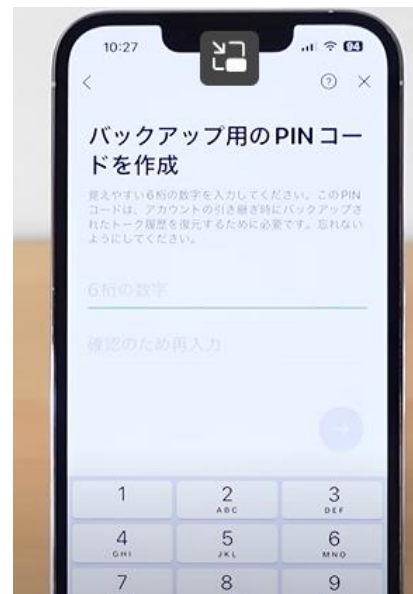 10:27
94
バックアップ用のPINコー
ドを作成
覚えやすい6桁の数字を入力してください。このPIN
コードは、アカウントの引き継ぎ時にバックアップさ
れたトーク履歴を復元するために必要です。忘れない
ようにしてください。
6桁の数字
確認のため再入力
1 2 3
ABC DEF
4 5 6
GHI JKL MNO
7 8 9